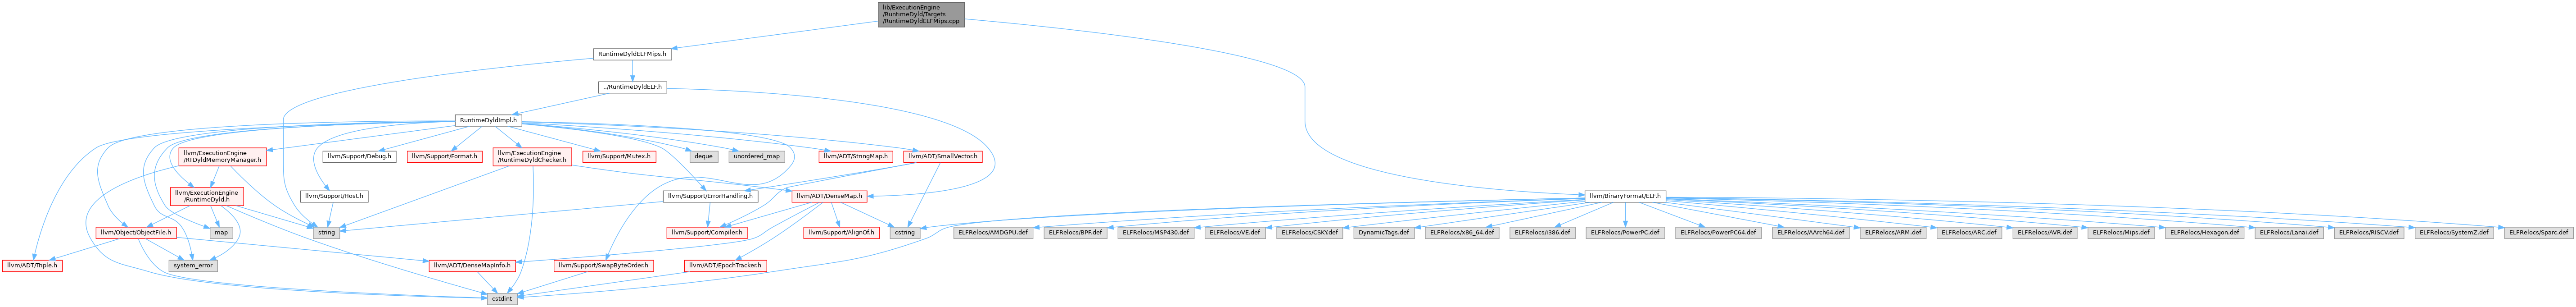 lib/ExecutionEngine
/RuntimeDyld/Targets
/RuntimeDyldELFMips.cpp
RuntimeDyldELFMips.h
../RuntimeDyldELF.h
RuntimeDyldImpl.h
llvm/ExecutionEngine
/RTDyldMemoryManager.h
llvm/Support/Debug.h
llvm/Support/Format.h
llvm/ExecutionEngine
/RuntimeDyldChecker.h
llvm/Support/Mutex.h
deque
unordered_map
llvm/ADT/StringMap.h
llvm/ADT/SmallVector.h
llvm/ExecutionEngine
/RuntimeDyld.h
llvm/Support/Host.h
llvm/Support/ErrorHandling.h
llvm/ADT/DenseMap.h
llvm/BinaryFormat/ELF.h
llvm/Object/ObjectFile.h
map
string
llvm/Support/Compiler.h
llvm/Support/AlignOf.h
cstring
ELFRelocs/AMDGPU.def
ELFRelocs/BPF.def
ELFRelocs/MSP430.def
ELFRelocs/VE.def
ELFRelocs/CSKY.def
DynamicTags.def
ELFRelocs/x86_64.def
ELFRelocs/i386.def
ELFRelocs/PowerPC.def
ELFRelocs/PowerPC64.def
ELFRelocs/AArch64.def
ELFRelocs/ARM.def
ELFRelocs/ARC.def
ELFRelocs/AVR.def
ELFRelocs/Mips.def
ELFRelocs/Hexagon.def
ELFRelocs/Lanai.def
ELFRelocs/RISCV.def
ELFRelocs/SystemZ.def
ELFRelocs/Sparc.def
llvm/ADT/Triple.h
system_error
llvm/ADT/DenseMapInfo.h
llvm/Support/SwapByteOrder.h
llvm/ADT/EpochTracker.h
cstdint